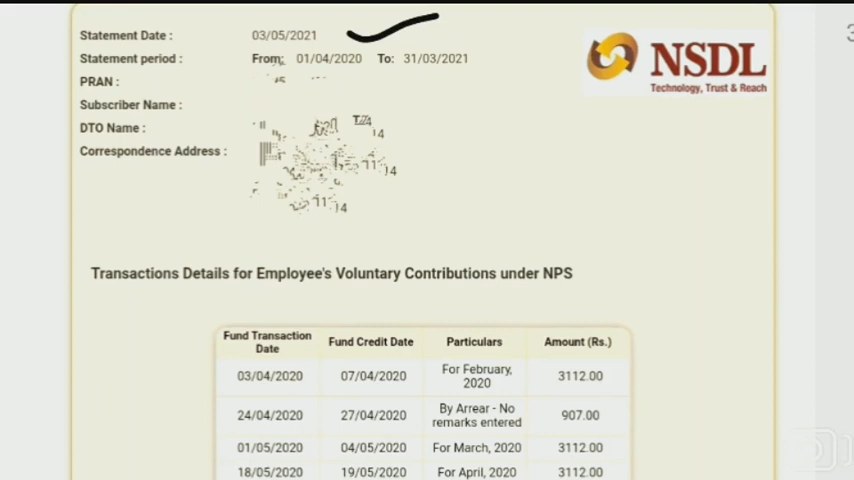 Statement Date : 03/05/2021
Statement period : From: 01/04/2020 To: 31/03/2021
NSDL
Technology, Trust & Reach
PRAN :
Subscriber Name :
DTO Name :
Correspondence Address :
Transactions Details for Employee's Voluntary Contributions under NPS
Fund Transaction Date Fund Credit Date Particulars Amount (Rs.)
03/04/2020 07/04/2020 For February, 2020 3112.00
24/04/2020 27/04/2020 By Arrear - No remarks entered 907.00
01/05/2020 04/05/2020 For March, 2020 3112.00
18/05/2020 19/05/2020 For April, 2020 3112.00